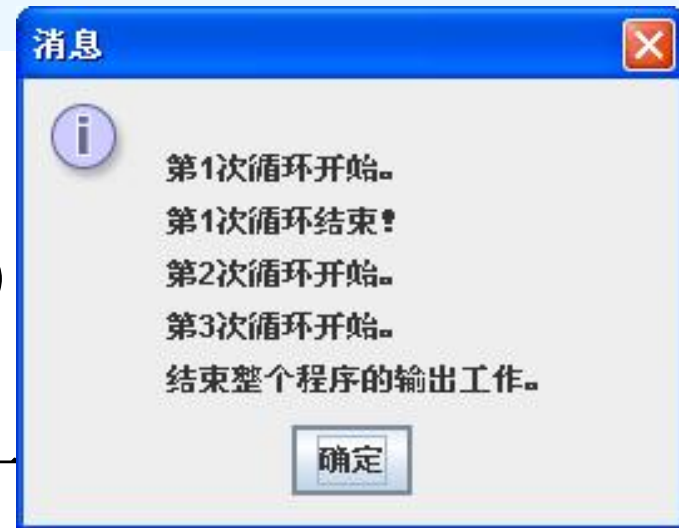 消息
第1次循环开始。
第1次循环结束!
第2次循环开始。
第3次循环开始。
结束整个程序的输出工作。
确定
)